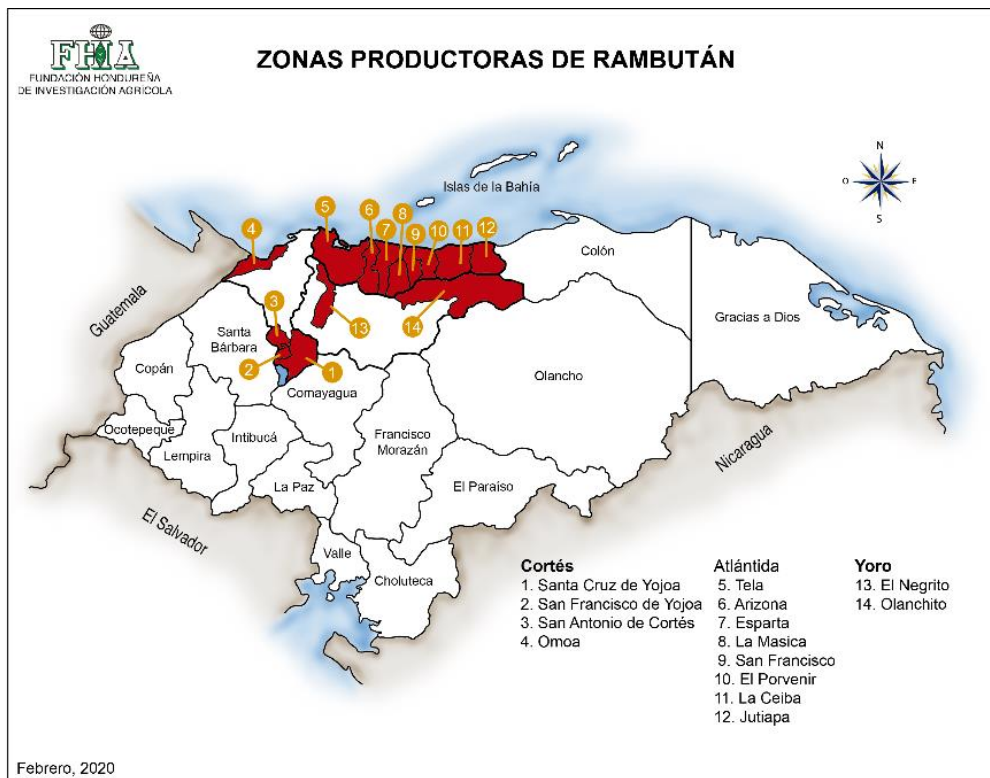 FHIA
FUNDACIÓN HONDUREÑA
DE INVESTIGACIÓN AGRÍCOLA
ZONAS PRODUCTORAS DE RAMBUTÁN
N
O
E
S
Islas de la Bahía
5
6
8
7
9
10
11
12
4
Colón
Guatemala
3
13
14
Gracias a Dios
Santa
Bárbara
2
1
Copán
Comayagua
Olancho
Ocotepeque
Intibucá
Francisco
Morazán
Lempira
La Paz
El Paraíso
Nicaragua
El Salvador
Valle
Choluteca
Cortés
1. Santa Cruz de Yojoa
2. San Francisco de Yojoa
3. San Antonio de Cortés
4. Omoa
Atlántida
5. Tela
6. Arizona
7. Esparta
8. La Masica
9. San Francisco
10. El Porvenir
11. La Ceiba
12. Jutiapa
Yoro
13. El Negrito
14. Olanchito
Febrero, 2020